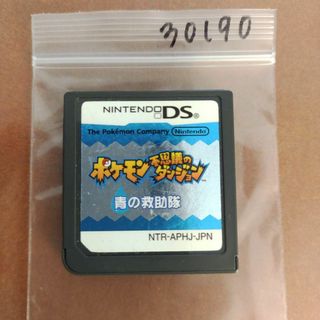 30190
NINTENDO DS
The Pokémon Company Nintendo
ポケモン不思議のダンジョン
青の救助隊
NTR-APHJ-JPN